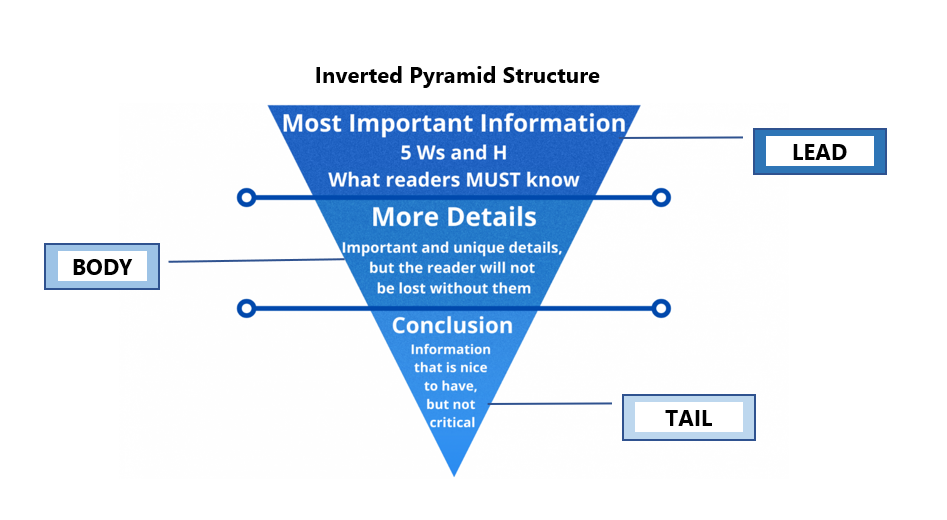 Inverted Pyramid Structure
Most Important Information
5 Ws and H
What readers MUST know
LEAD
More Details
Important and unique details,
but the reader will not
be lost without them
BODY
Conclusion
Information
that is nice
to have,
but not
critical
TAIL